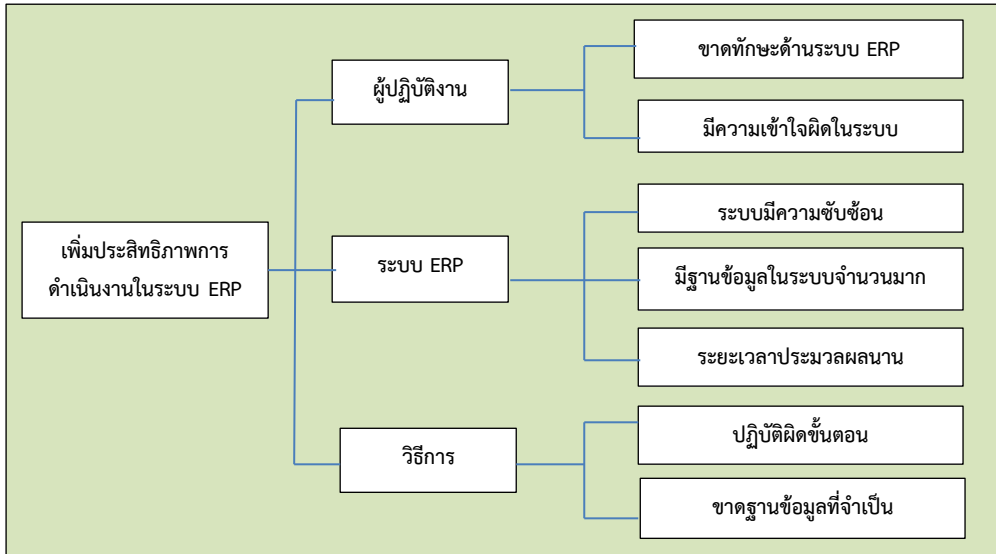 ขาดทักษะด้านระบบ ERP
ผู้ปฏิบัติงาน
มีความเข้าใจผิดในระบบ
ระบบมีความซับซ้อน
เพิ่มประสิทธิภาพการ
ดำเนินงานในระบบ ERP
ระบบ ERP
มีฐานข้อมูลในระบบจำนวนมาก
ระยะเวลาประมวลผลนาน
ปฏิบัติผิดขั้นตอน
วิธีการ
ขาดฐานข้อมูลที่จำเป็น